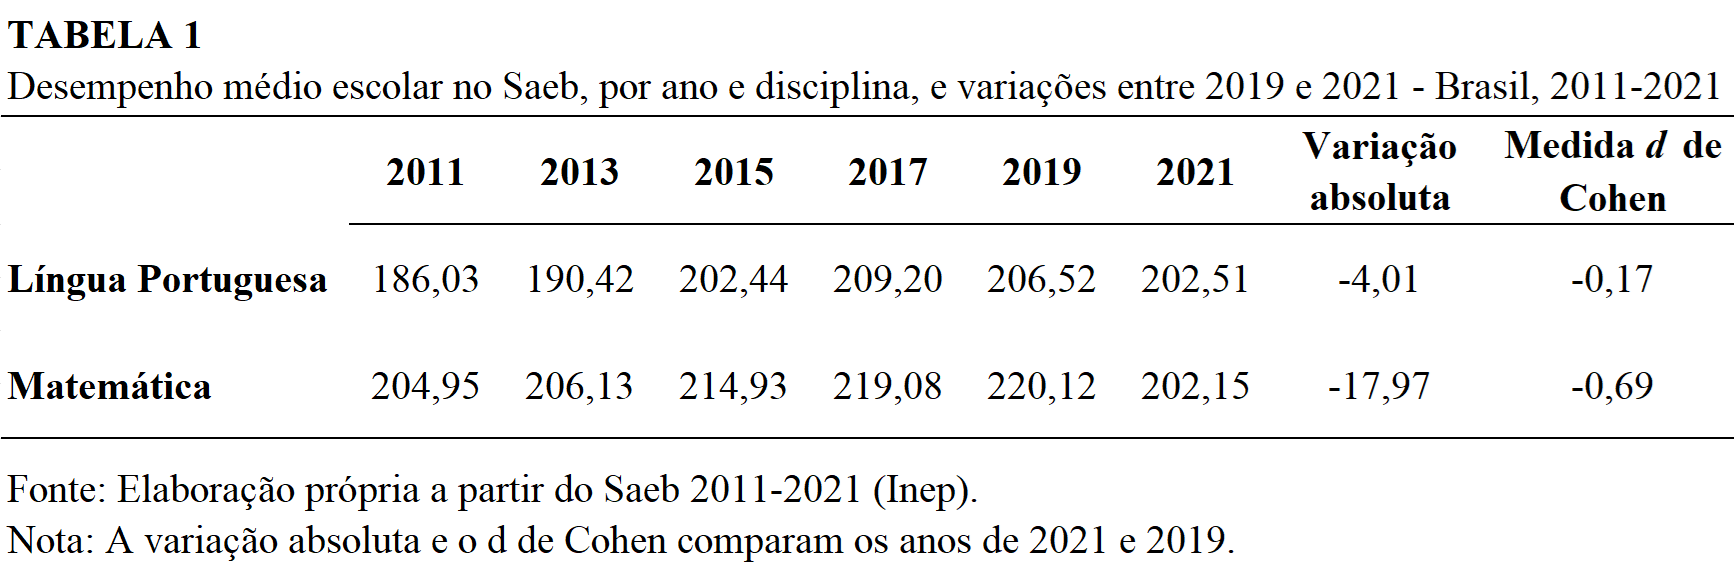 TABELA 1
Desempenho médio escolar no Saeb, por ano e disciplina, e variações entre 2019 e 2021 - Brasil, 2011-2021
2011 2013 2015 2017 2019 2021 Variação absoluta Medida d de Cohen
Língua Portuguesa 186,03 190,42 202,44 209,20 206,52 202,51 -4,01 -0,17
Matemática 204,95 206,13 214,93 219,08 220,12 202,15 -17,97 -0,69
Fonte: Elaboração própria a partir do Saeb 2011-2021 (Inep).
Nota: A variação absoluta e o d de Cohen comparam os anos de 2021 e 2019.